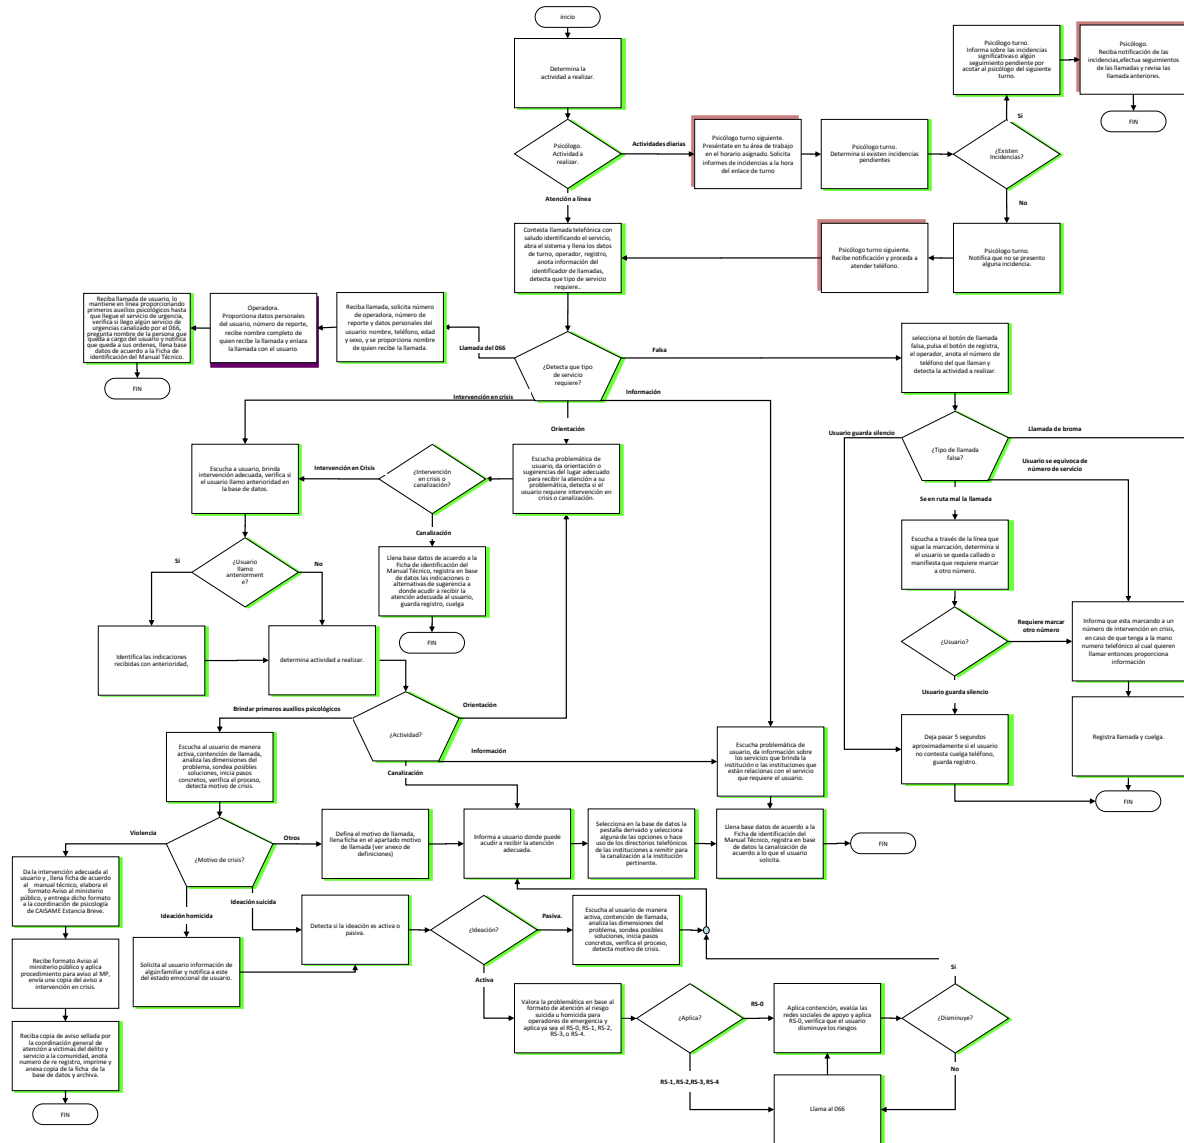 inicio
Determina la
actividad a realizar.
Psicólogo.
Actividad a
realizar.
Actividades diarias
Psicólogo turno siguiente.
Preséntate en tu área de trabajo
en el horario asignado. Solicita
informes de incidencias a la hora
del enlace de turno
Psicólogo turno.
Determina si existen incidencias
pendientes
¿Existen
Incidencias?
Si
Psicólogo turno.
Informa sobre las incidencias
significativas o algún
seguimiento pendiente por
acotar al psicólogo del siguiente
turno.
Psicólogo.
Reciba notificación de las
incidencias,efectua seguimientos
de las llamadas y revisa las
llamada anteriores.
FIN
No
Psicólogo turno.
Notifica que no se presento
alguna incidencia.
Psicólogo turno siguiente.
Recibe notificación y proceda a
atender teléfono.
Atención a línea
Contesta llamada telefónica con
saludo identificando el servicio,
abra el sistema y llena los datos
de turno, operador, registro,
anota información del
identificador de llamadas,
detecta que tipo de servicio
requiere..
¿Detecta que tipo
de servicio
requiere?
Llamada del 066
Reciba llamada, solicita número
de operadora, número de
reporte y datos personales del
usuario: nombre, teléfono, edad
y sexo, y se proporciona nombre
de quien recibe la llamada.
Operadora.
Proporciona datos personales
del usuario, número de reporte,
recibe nombre completo de
quien recibe la llamada y enlaza
la llamada con el usuario.
Reciba llamada de usuario, lo
mantiene en línea proporcionando
primeros auxilios psicológicos hasta
que llegue el servicio de urgencia,
verifica si llego algún servicio de
urgencias canalizado por el 066,
pregunta nombre de la persona que
queda a cargo del usuario y notifica
que queda a sus ordenes, llena base
datos de acuerdo a la Ficha de
identificación del Manual Técnico.
FIN
Falsa
selecciona el botón de llamada
falsa, pulsa el botón de registra,
el operador, anota el número de
teléfono del que llaman y
detecta la actividad a realizar.
Intervención en crisis
Información
Orientación
Usuario guarda silencio
¿Tipo de llamada
falsa?
Llamada de broma
Usuario se equivoca de
número de servicio
Se en ruta mal la llamada
Escucha a usuario, brinda
intervención adecuada, verifica si
el usuario llamo anterioridad en
la base de datos.
Intervención en Crisis
¿Intervención
en crisis o
canalización?
Escucha problemática de
usuario, da orientación o
sugerencias del lugar adecuado
para recibir la atención a su
problemática, detecta si el
usuario requiere intervención en
crisis o canalización.
Canalización
Llena base datos de acuerdo a la
Ficha de identificación del
Manual Técnico, registra en base
de datos las indicaciones o
alternativas de sugerencia a
donde acudir a recibir la
atención adecuada al usuario,
guarda registro, cuelga
FIN
Si
¿Usuario
llamo
anteriorment
e?
No
Identifica las indicaciones
recibidas con anterioridad,
determina actividad a realizar.
Escucha a través de la línea que
sigue la marcación, determina si
el usuario se queda callado o
manifiesta que requiere marcar
a otro número.
¿Usuario?
Requiere marcar
otro número
Informa que esta marcando a un
número de intervención en crisis,
en caso de que tenga a la mano
numero telefónico al cual quieren
llamar entonces proporciona
información
Usuario guarda silencio
Deja pasar 5 segundos
aproximadamente si el usuario
no contesta cuelga teléfono,
guarda registro.
Registra llamada y cuelga.
FIN
Brindar primeros auxilios psicológicos
¿Actividad?
Orientación
Información
Canalización
Escucha al usuario de manera
activa, contención de llamada,
analiza las dimensiones del
problema, sondea posibles
soluciones, inicia pasos
concretos, verifica el proceso,
detecta motivo de crisis.
Escucha problemática de
usuario, da información sobre
los servicios que brinda la
institución o las instituciones que
están relacionas con el servicio
que requiere el usuario.
Violencia
¿Motivo de crisis?
Otros
Defina el motivo de llamada,
llena ficha en el apartado motivo
de llamada (ver anexo de
definiciones)
Informa a usuario donde puede
acudir a recibir la atención
adecuada.
Selecciona en la base de datos la
pestaña derivado y selecciona
alguna de las opciones o hace
uso de los directorios telefónicos
de las instituciones a remitir para
la canalización a la institución
pertinente.
Llena base datos de acuerdo a la
Ficha de identificación del
Manual Técnico, registra en base
de datos la canalización de
acuerdo a lo que el usuario
solicita.
FIN
Da la intervención adecuada al
usuario y , llena ficha de acuerdo
al manual técnico, elabora el
formato Aviso al ministerio
público, y entrega dicho formato
a la coordinación de psicología
de CAISAME Estancia Breve.
Ideación homicida
Ideación suicida
Detecta si la ideación es activa o
pasiva.
¿Ideación?
Pasiva.
Escucha al usuario de manera
activa, contención de llamada,
analiza las dimensiones del
problema, sondea posibles
soluciones, inicia pasos
concretos, verifica el proceso,
detecta motivo de crisis.
Recibe formato Aviso al
ministerio público y aplica
procedimiento para aviso al MP,
envía una copia del aviso a
intervención en crisis.
Solicita al usuario información de
algún familiar y notifica a este
del estado emocional de usuario.
Activa
Valora la problemática en base al
formato de atención al riesgo
suicida u homicida para
operadores de emergencia y
aplica ya sea el RS-0, RS-1, RS-2,
RS-3, o RS-4.
¿Aplica?
RS-0
Aplica contención, evalúa las
redes sociales de apoyo y aplica
RS-0, verifica que el usuario
disminuye los riesgos
¿Disminuye?
Si
No
RS-1, RS-2,RS-3, RS-4
Llama al 066
Reciba copia de aviso sellada por
la coordinación general de
atención a victimas del delito y
servicio a la comunidad, anota
numero de re registro, imprime y
anexa copia de la ficha de la
base de datos y archiva.
FIN